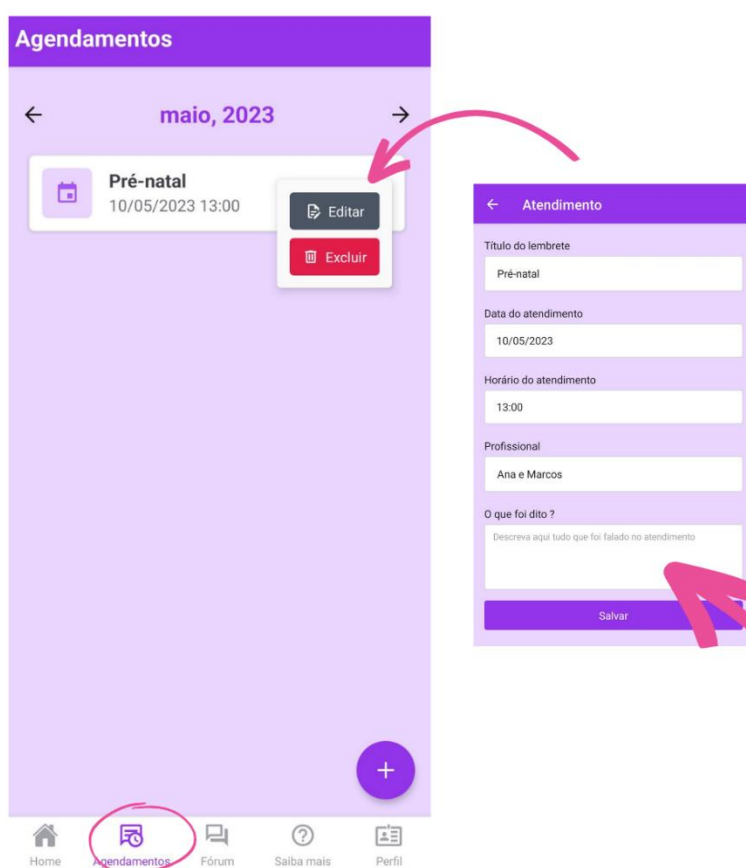 Agendamentos
maio, 2023
Pré-natal
10/05/2023 13:00
Editar
Excluir
Home
Agendamentos
Fórum
Saiba mais
Perfil
Atendimento
Título do lembrete
Pré-natal
Data do atendimento
10/05/2023
Horário do atendimento
13:00
Profissional
Ana e Marcos
O que foi dito ?
Descreva aqui tudo que foi falado no atendimento
Salvar